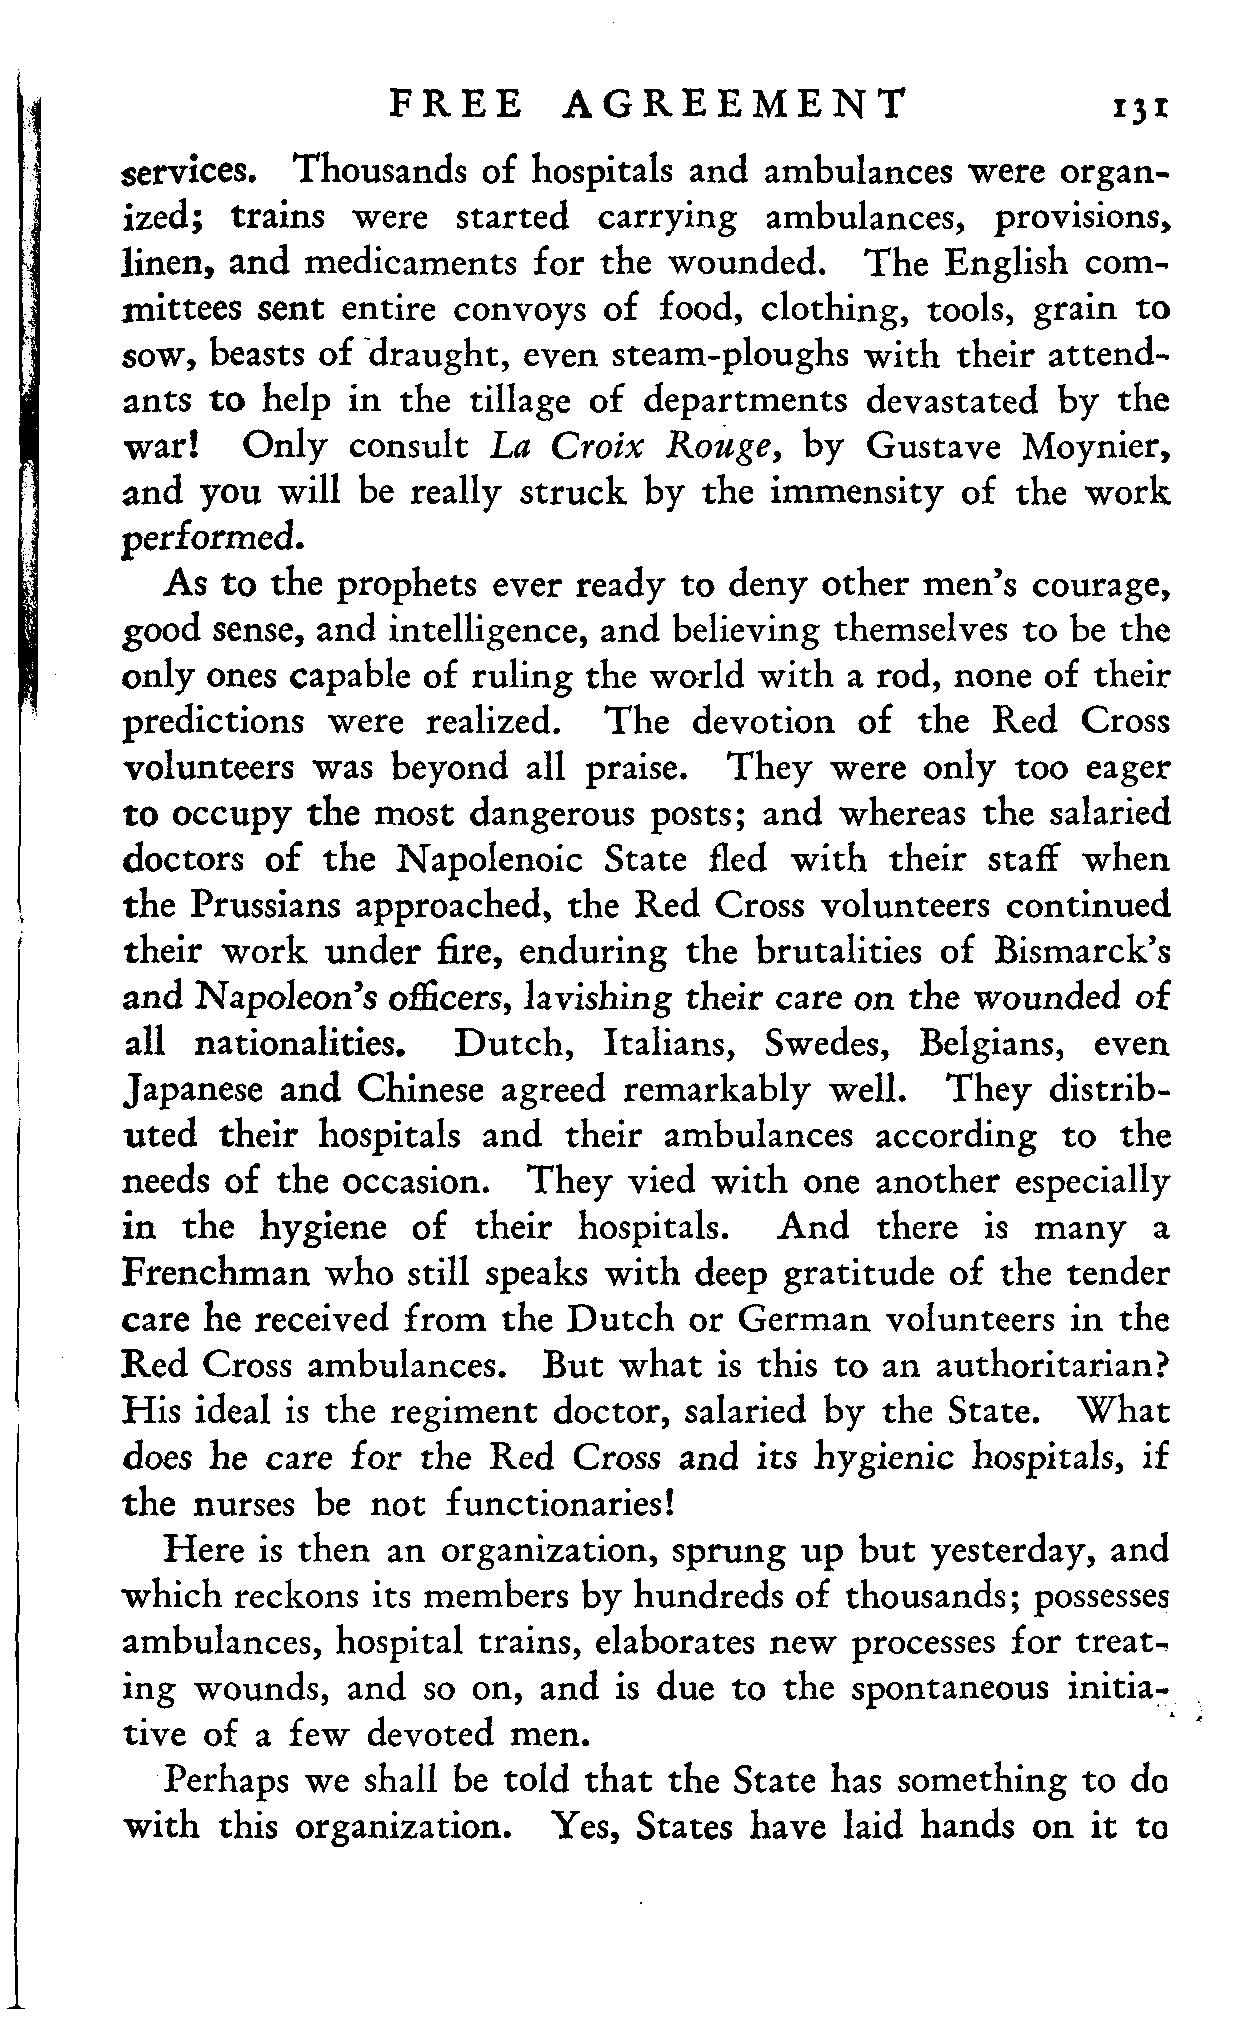 FREE AGREEMENT 131
services. Thousands of hospitals and ambulances were organ-
ized; trains were started carrying ambulances, provisions,
linen, and medicaments for the wounded. The English com-
mittees sent entire convoys of food, clothing, tools, grain to
sow, beasts of draught, even steam-ploughs with their attend-
ants to help in the tillage of departments devastated by the
war! Only consult La Croix Rouge, by Gustave Moynier,
and you will be really struck by the immensity of the work
performed.
As to the prophets ever ready to deny other men's courage,
good sense, and intelligence, and believing themselves to be the
only ones capable of ruling the world with a rod, none of their
predictions were realized. The devotion of the Red Cross
volunteers was beyond all praise. They were only too eager
to occupy the most dangerous posts; and whereas the salaried
doctors of the Napolenoic State fled with their staff when
the Prussians approached, the Red Cross volunteers continued
their work under fire, enduring the brutalities of Bismarck's
and Napoleon's officers, lavishing their care on the wounded of
all nationalities. Dutch, Italians, Swedes, Belgians, even
Japanese and Chinese agreed remarkably well. They distrib-
uted their hospitals and their ambulances according to the
needs of the occasion. They vied with one another especially
in the hygiene of their hospitals. And there is many a
Frenchman who still speaks with deep gratitude of the tender
care he received from the Dutch or German volunteers in the
Red Cross ambulances. But what is this to an authoritarian?
His ideal is the regiment doctor, salaried by the State. What
does he care for the Red Cross and its hygienic hospitals, if
the nurses be not functionaries!
Here is then an organization, sprung up but yesterday, and
which reckons its members by hundreds of thousands; possesses
ambulances, hospital trains, elaborates new processes for treat-
ing wounds, and so on, and is due to the spontaneous initia-
tive of a few devoted men.
Perhaps we shall be told that the State has something to do
with this organization. Yes, States have laid hands on it to